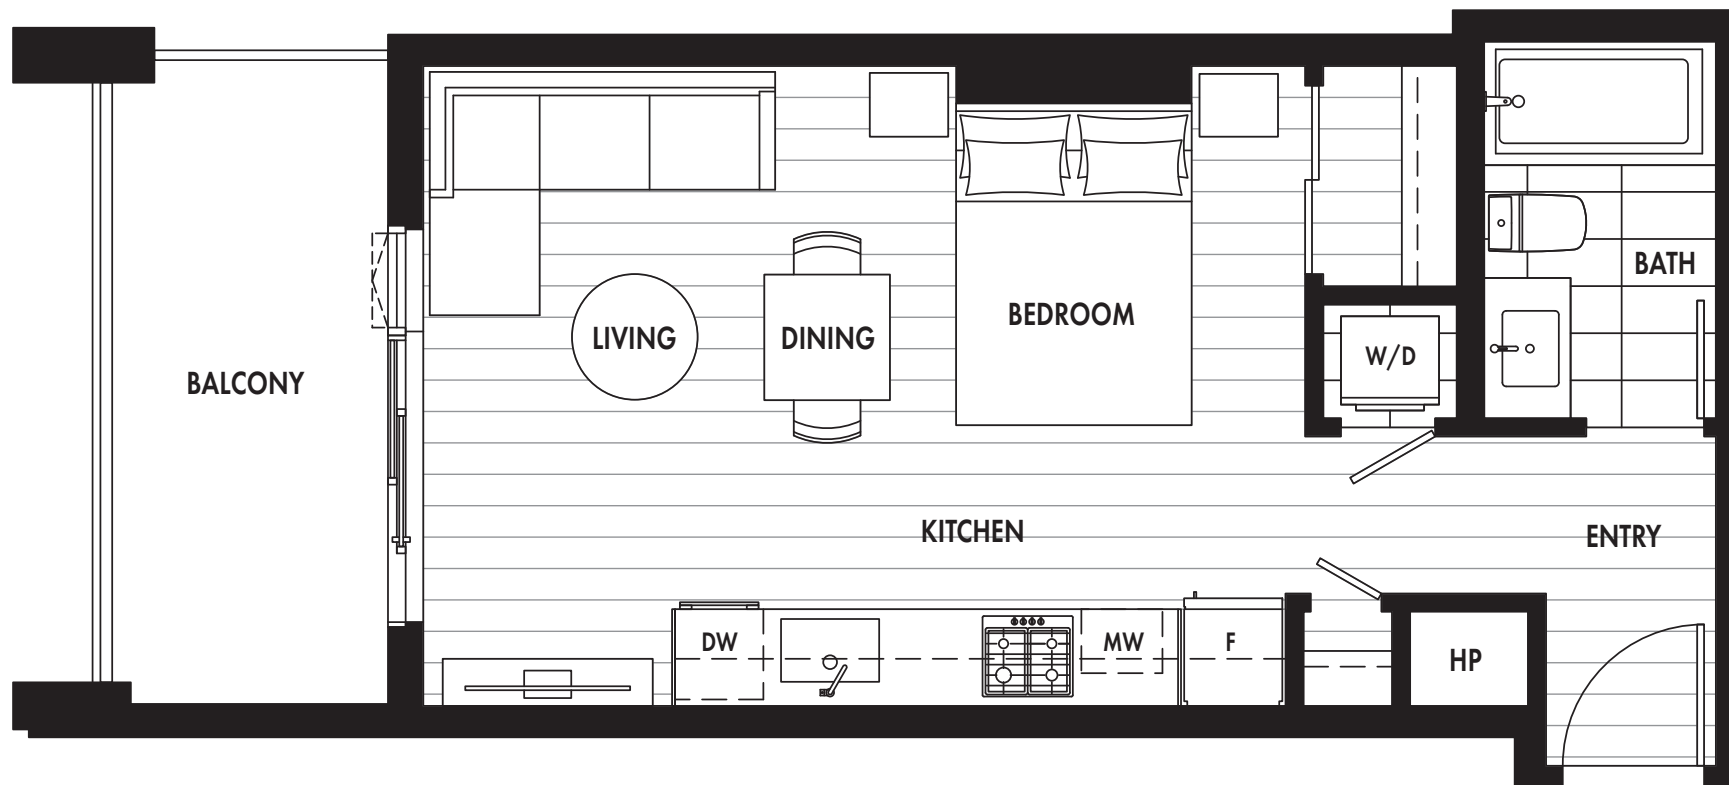 BATH
BEDROOM
LIVING
DINING
W/D
BALCONY
KITCHEN
ENTRY
DW
MW
F
HP